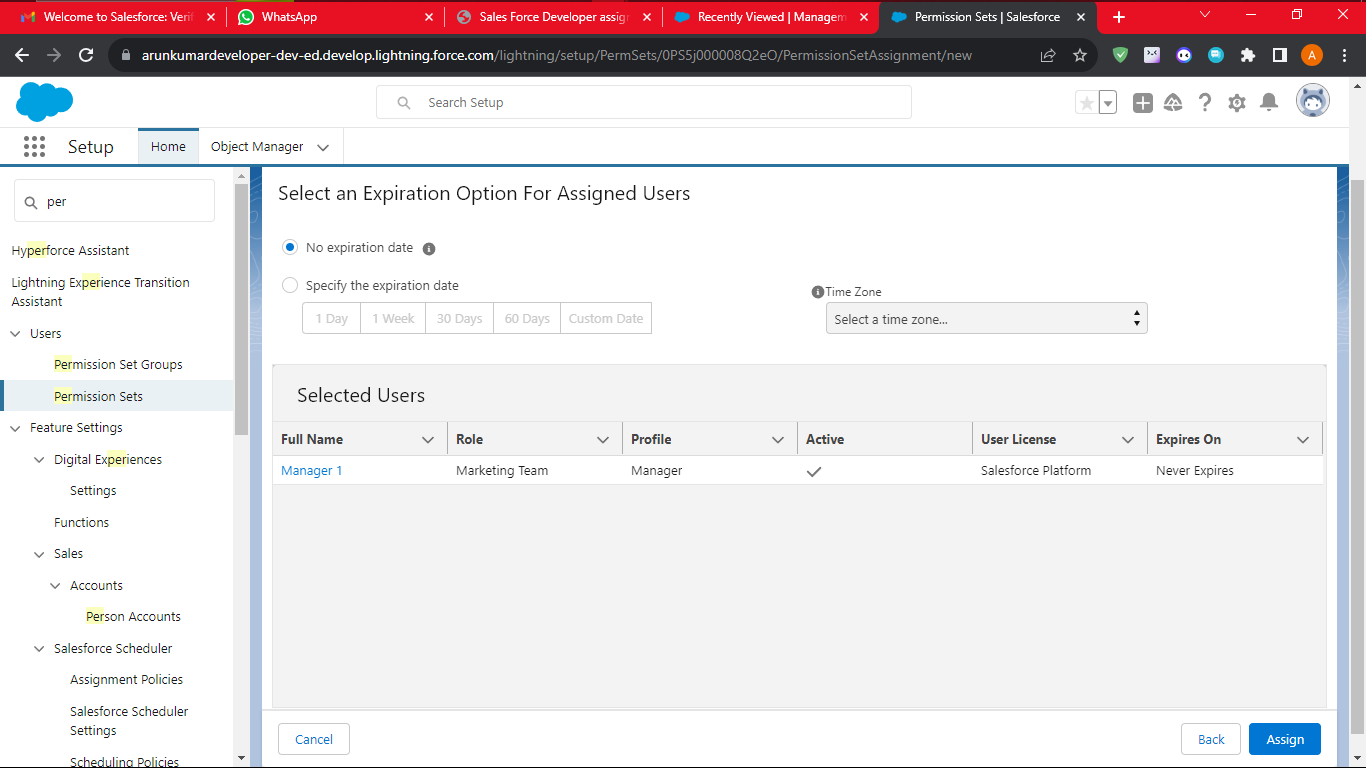 Welcome to Salesforce: Verif
WhatsApp
Sales Force Developer assign
Recently Viewed | Managem
Permission Sets | Salesforce
arunkumardeveloper-dev-ed.develop.lightning.force.com/lightning/setup/PermSets/0PS5j000008Q2eO/PermissionSetAssignment/new
A
Search Setup
Setup
Home
Object Manager
per
Hyperforce Assistant
Lightning Experience Transition
Assistant
Users
Permission Set Groups
Permission Sets
Feature Settings
Digital Experiences
Settings
Functions
Sales
Accounts
Person Accounts
Salesforce Scheduler
Assignment Policies
Salesforce Scheduler
Settings
Scheduling Policies
Select an Expiration Option For Assigned Users
No expiration date
Specify the expiration date
1 Day 1 Week 30 Days 60 Days Custom Date
Time Zone
Select a time zone...
Selected Users
Full Name Role Profile Active User License Expires On
Manager 1 Marketing Team Manager Salesforce Platform Never Expires
Cancel
Back
Assign